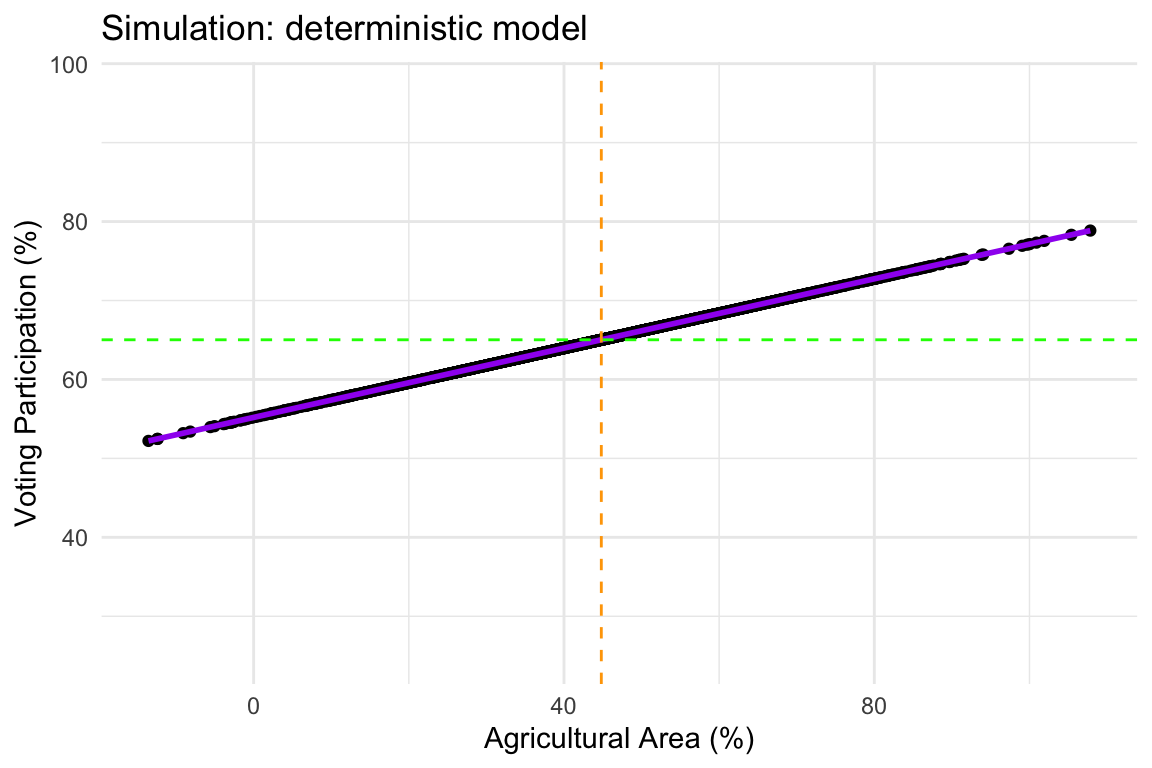 Simulation: deterministic model
100
80
60
40
Voting Participation (%)
0
40
80
Agricultural Area (%)